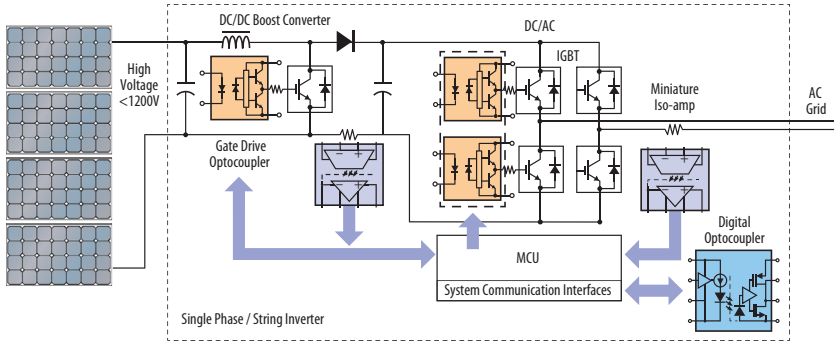 DC/DC Boost Converter
DC/AC
High
Voltage
<1200V
IGBT
Miniature
Iso-amp
AC
Grid
Gate Drive
Optocoupler
Digital
Optocoupler
MCU
System Communication Interfaces
Single Phase / String Inverter